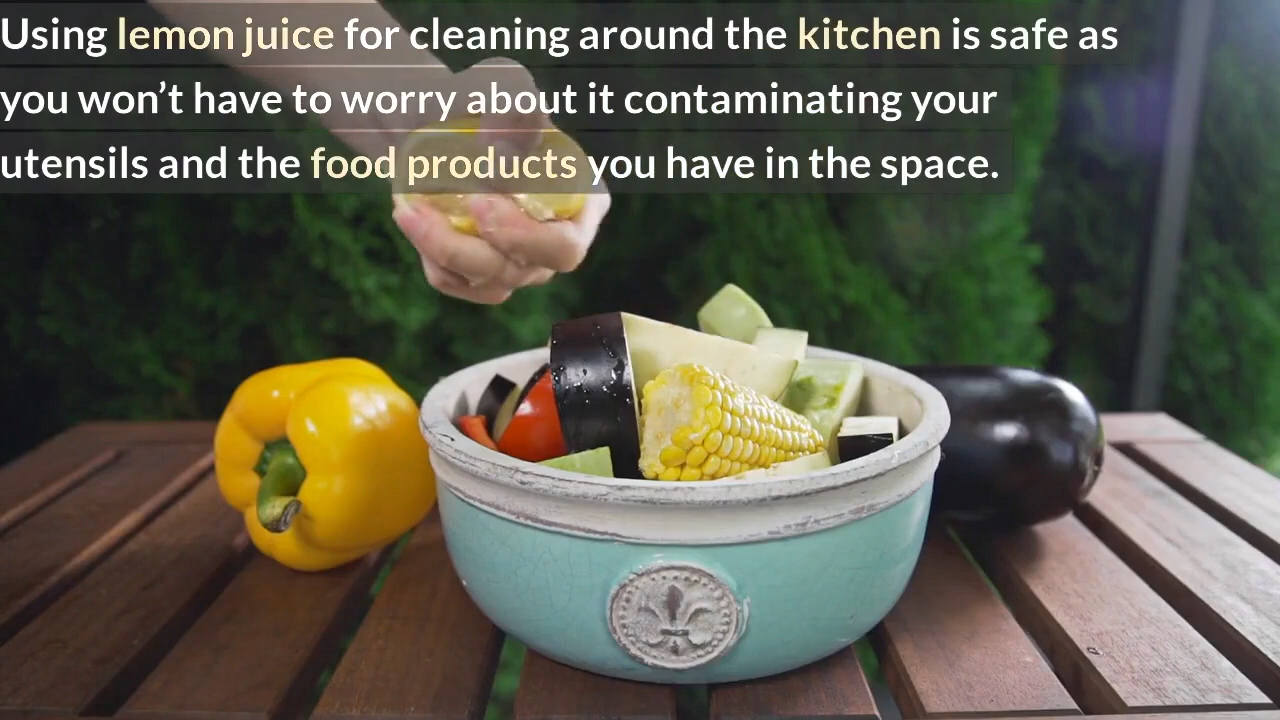 Using lemon juice for cleaning around the kitchen is safe as
you won’t have to worry about it contaminating your
utensils and the food products you have in the space.